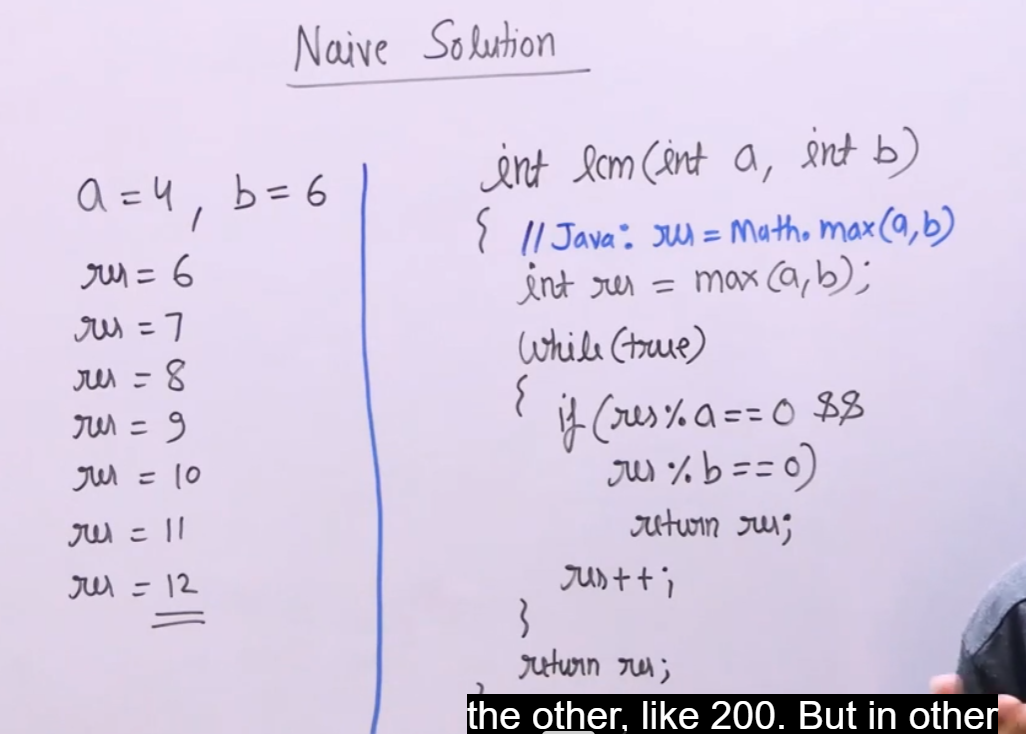 Naive Solution
a = 4, b = 6
res = 6
res = 7
res = 8
res = 9
res = 10
res = 11
res = 12
int lcm(int a, int b)
{ // Java: res = Math.max(a,b)
int res = max(a,b);
while(true)
{ if(res%a==0 &&
res%b==0)
return res;
res++;
}
return res;
}
the other, like 200. But in other